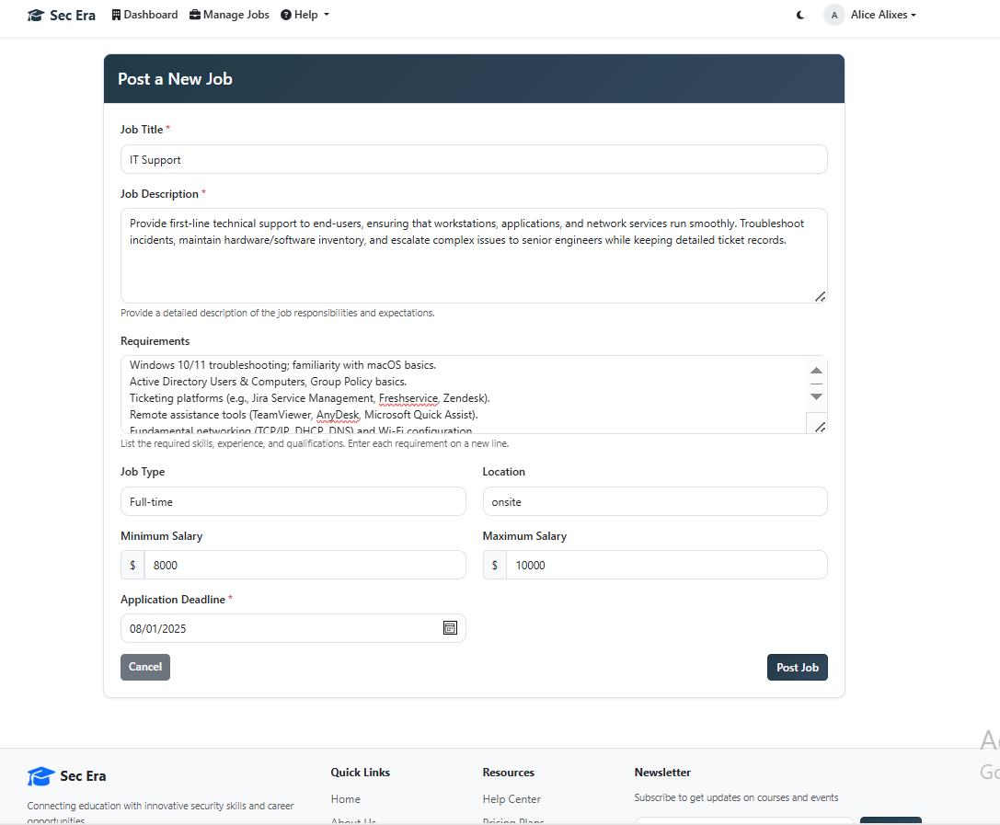 Sec Era Dashboard Manage Jobs Help A Alice Alixes
Post a New Job
Job Title *
IT Support
Job Description *
Provide first-line technical support to end-users, ensuring that workstations, applications, and network services run smoothly. Troubleshoot
incidents, maintain hardware/software inventory, and escalate complex issues to senior engineers while keeping detailed ticket records.
Provide a detailed description of the job responsibilities and expectations.
Requirements
Windows 10/11 troubleshooting; familiarity with macOS basics.
Active Directory Users & Computers, Group Policy basics.
Ticketing platforms (e.g., Jira Service Management, Freshservice, Zendesk).
Remote assistance tools (TeamViewer, AnyDesk, Microsoft Quick Assist).
Fundamental networking (TCP/IP, DHCP, DNS) and Wi-Fi configuration
List the required skills, experience, and qualifications. Enter each requirement on a new line.
Job Type Location
Full-time onsite
Minimum Salary Maximum Salary
$ 8000 $ 10000
Application Deadline *
08/01/2025
Cancel Post Job
Sec Era
Connecting education with innovative security skills and career
opportunities
Quick Links
Home
About Us
Resources
Help Center
Pricing Plans
Newsletter
Subscribe to get updates on courses and events